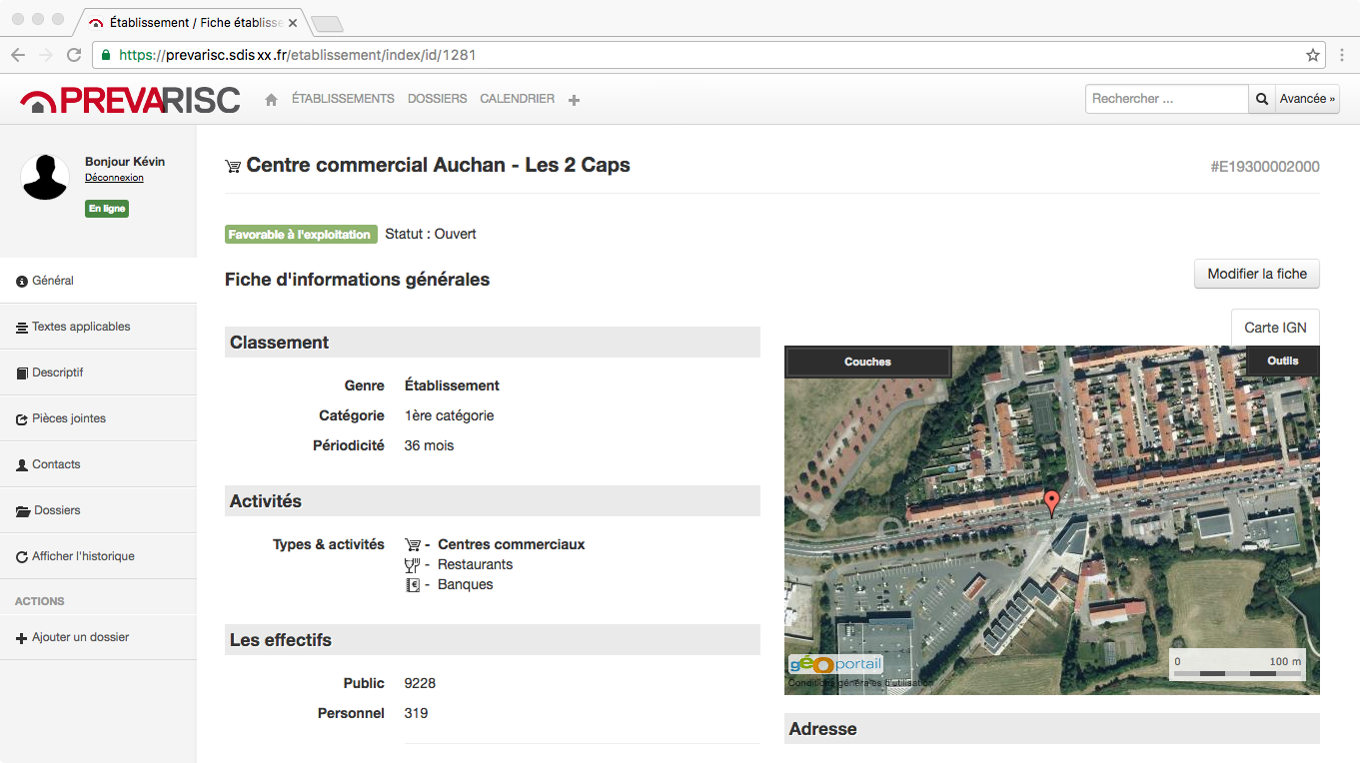 Établissement / Fiche établisse
https://prevarisc.sdis xx .fr/etablissement/index/id/1281
PREVARISC
ÉTABLISSEMENTS DOSSIERS CALENDRIER
Rechercher ...
Avancée »
Bonjour Kévin
Déconnexion
En ligne
Général
Textes applicables
Descriptif
Pièces jointes
Contacts
Dossiers
Afficher l'historique
ACTIONS
Ajouter un dossier
Centre commercial Auchan - Les 2 Caps
#E19300002000
Favorable à l'exploitation Statut : Ouvert
Fiche d'informations générales
Modifier la fiche
Classement
Genre Établissement
Catégorie 1ère catégorie
Périodicité 36 mois
Activités
Types & activités - Centres commerciaux
- Restaurants
- Banques
Les effectifs
Public 9228
Personnel 319
Carte IGN
Couches
Outils
géoportail
Conditions générales d'utilisation
0 100 m
Adresse